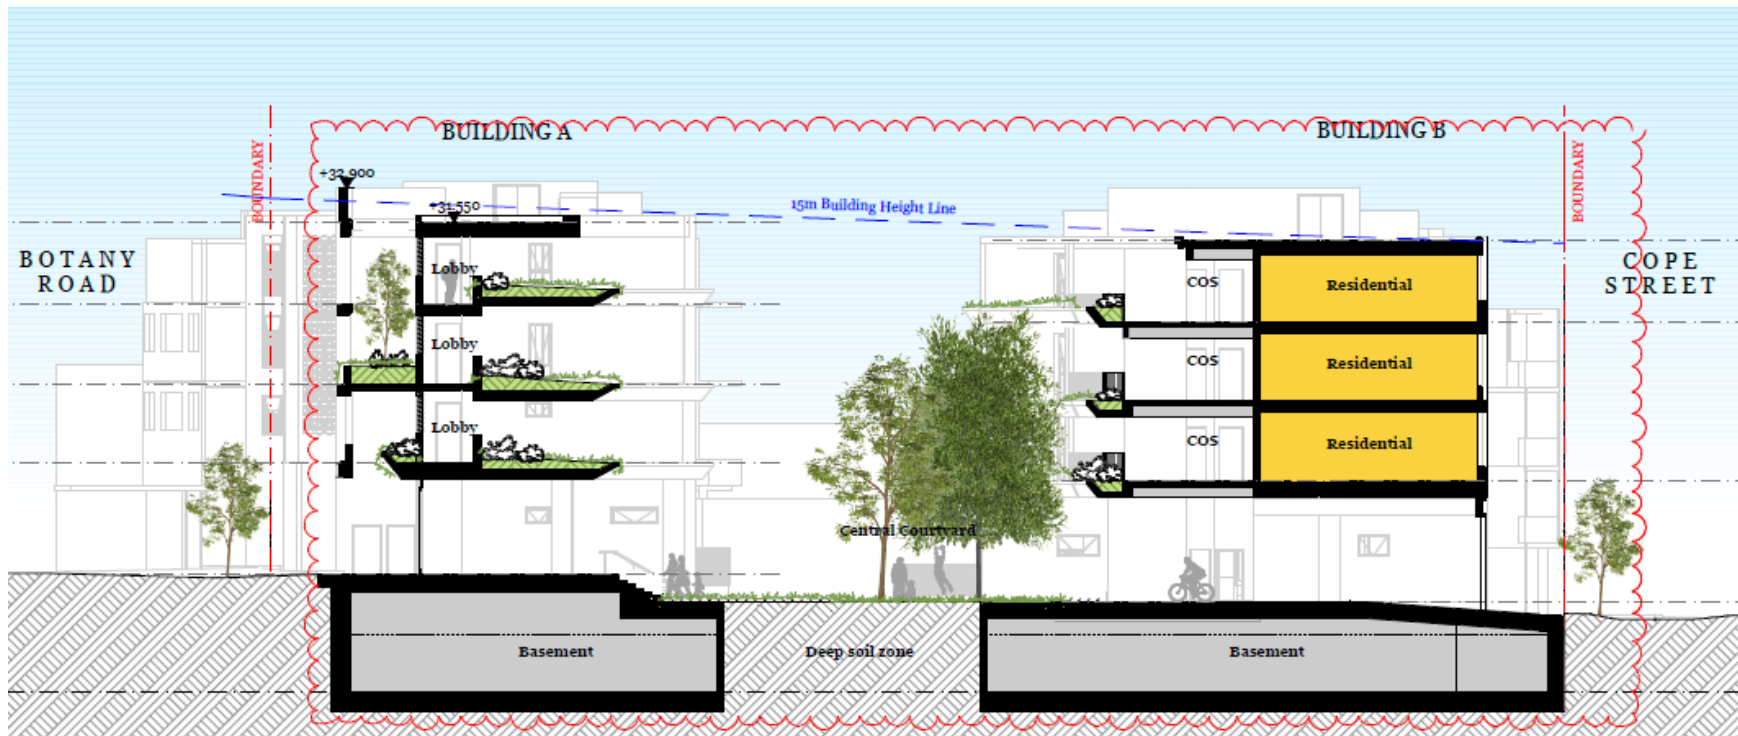 BUILDING A
BUILDING B
BOUNDARY
BOUNDARY
+32.900
+31.550
15m Building Height Line
BOTANY
ROAD
COPE
STREET
Lobby
COS
Residential
Lobby
COS
Residential
Lobby
COS
Residential
Central Courtyard
Basement
Deep soil zone
Basement